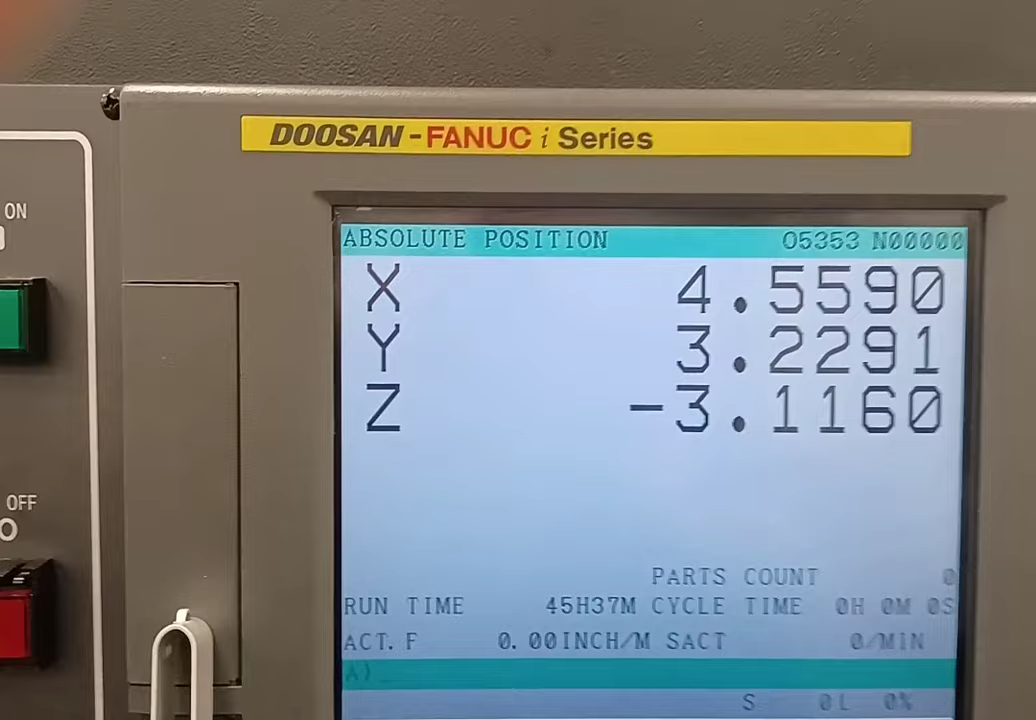 DOOSAN-FANUC i Series
ON
ABSOLUTE POSITION O5353 N00000
X 4.5590
Y 3.2291
Z -3.1160
OFF
PARTS COUNT 0
RUN TIME 45H37M CYCLE TIME 0H 0M 0S
ACT.F 0.00INCH/M SACT 0/MIN
A)_
S 0L 0%